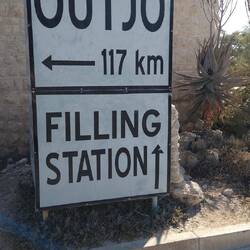 OUTJO
← 117 km
FILLING
STATION ↑